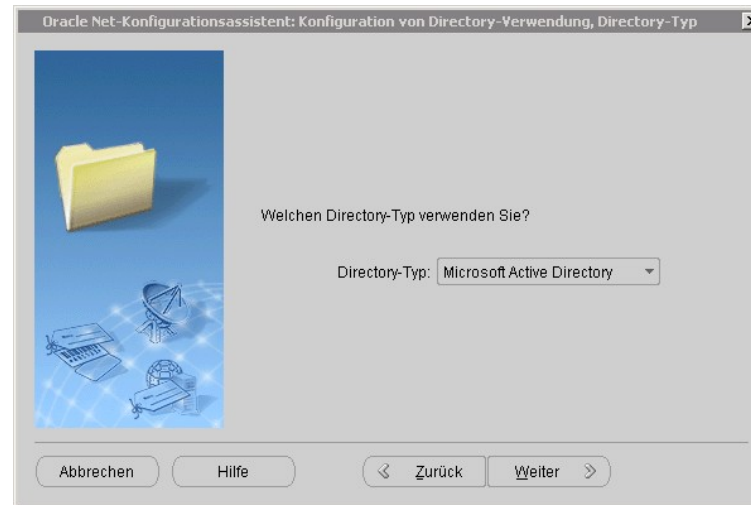 Oracle Net-Konfigurationsassistent: Konfiguration von Directory-Verwendung, Directory-Typ
Welchen Directory-Typ verwenden Sie?
Directory-Typ: Microsoft Active Directory
Abbrechen Hilfe Zurück Weiter